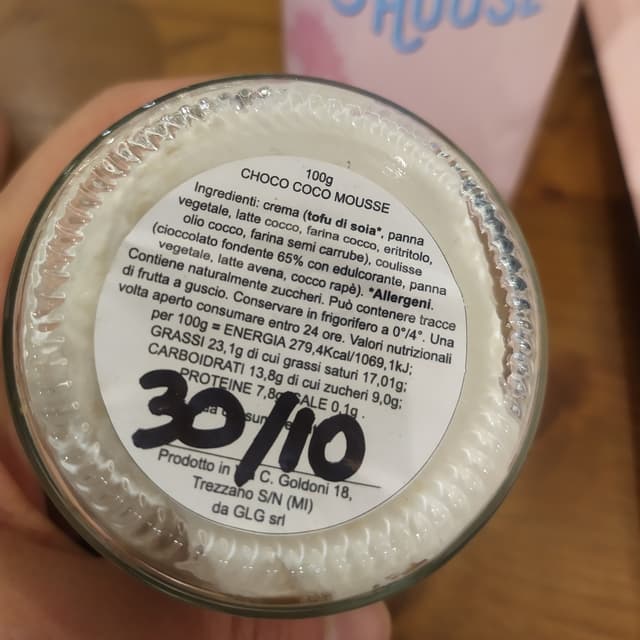 CHOOSE
100g
CHOCO COCO MOUSSE
Ingredienti: crema (tofu di soia*, panna
vegetale, latte cocco, farina cocco, eritritolo,
olio cocco, farina semi carrube), coulisse
(cioccolato fondente 65% con edulcorante, panna
vegetale, latte avena, cocco rapè). *Allergeni.
Contiene naturalmente zuccheri. Può contenere tracce
di frutta a guscio. Conservare in frigorifero a 0°/4°. Una
volta aperto consumare entro 24 ore. Valori nutrizionali
per 100g = ENERGIA 279,4Kcal/1069,1kJ;
GRASSI 23,1g di cui grassi saturi 17,01g;
CARBOIDRATI 13,8g di cui zucheri 9,0g;
PROTEINE 7,8g SALE 0,1g.
30/10
Prodotto in C. Goldoni 18,
Trezzano S/N (MI)
da GLG srl